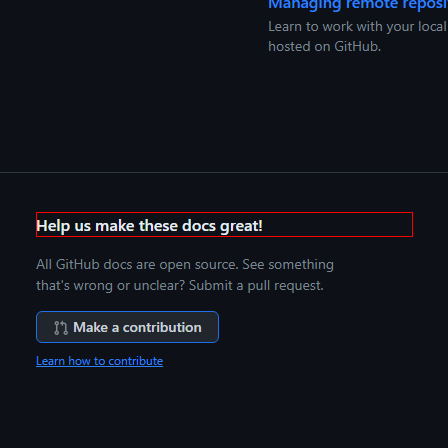 Managing remote reposi
Learn to work with your local
hosted on GitHub.
Help us make these docs great!
All GitHub docs are open source. See something
that's wrong or unclear? Submit a pull request.
Make a contribution
Learn how to contribute